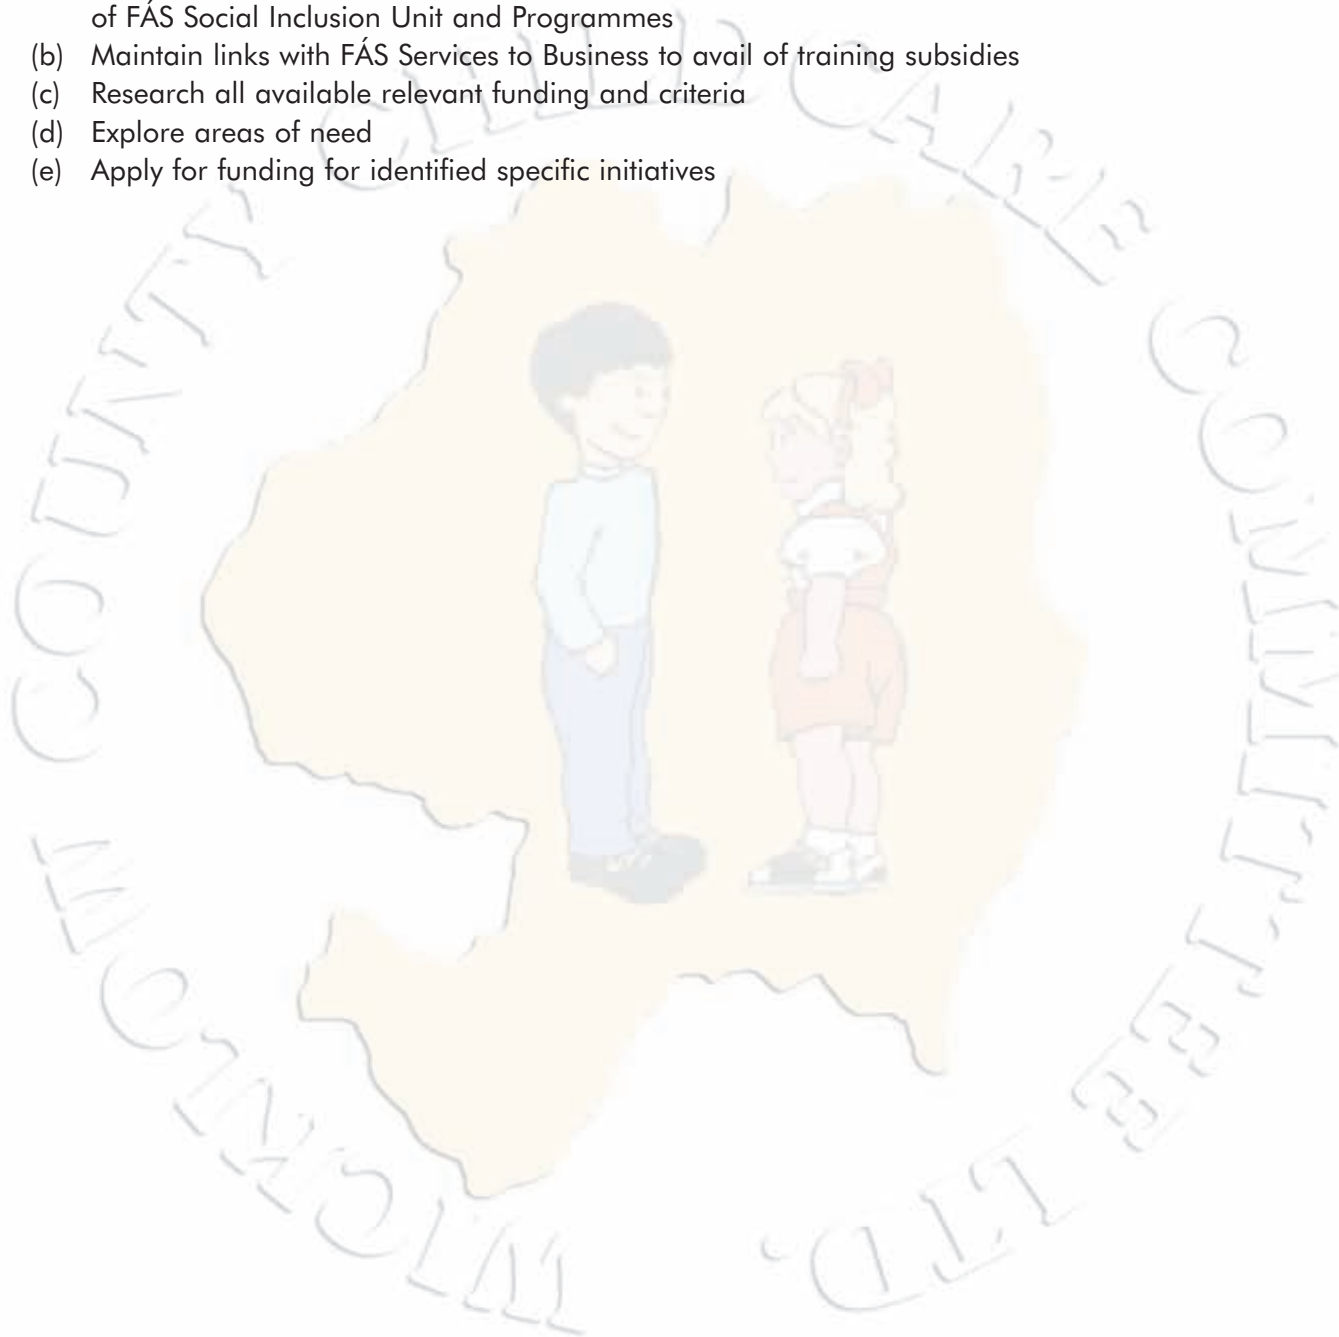 of FÁS Social Inclusion Unit and Programmes
(b) Maintain links with FÁS Services to Business to avail of training subsidies
(c) Research all available relevant funding and criteria
(d) Explore areas of need
(e) Apply for funding for identified specific initiatives
WICKLOW COUNTY CHILD CARE COMMITTEE LTD.